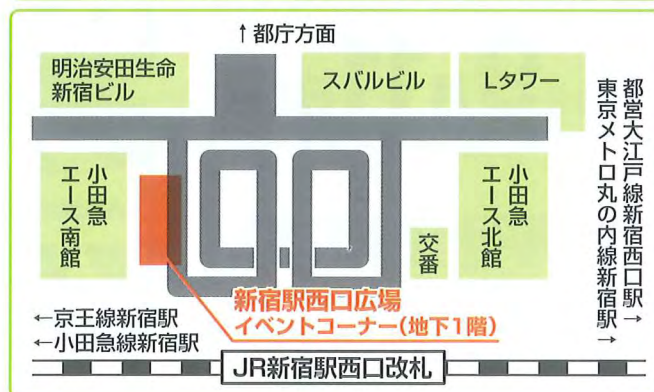 ↑都庁方面
明治安田生命
新宿ビル
スバルビル
Lタワー
都営大江戸線新宿西口駅→
東京メトロ丸の内線新宿駅→
小田急
エース南館
小田急
エース北館
交番
新宿駅西口広場
イベントコーナー(地下1階)
←京王線新宿駅
←小田急線新宿駅
JR新宿駅西口改札